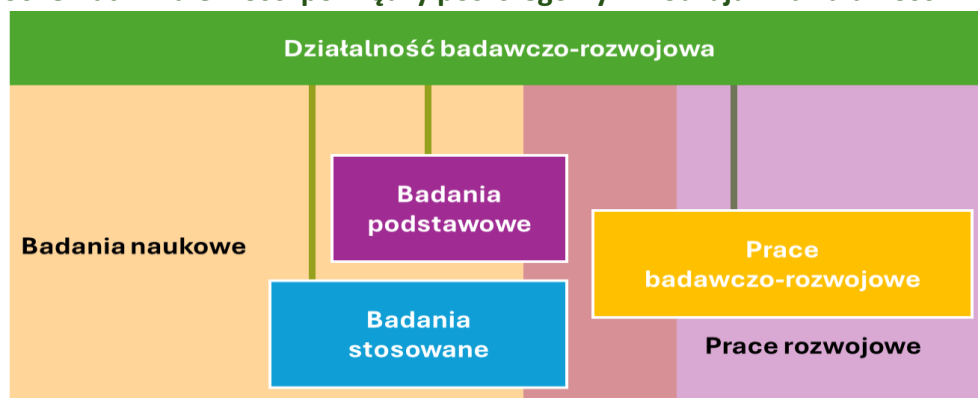 Działalność badawczo-rozwojowa
Badania
podstawowe
Badania naukowe
Prace
badawczo-rozwojowe
Badania
stosowane
Prace rozwojowe